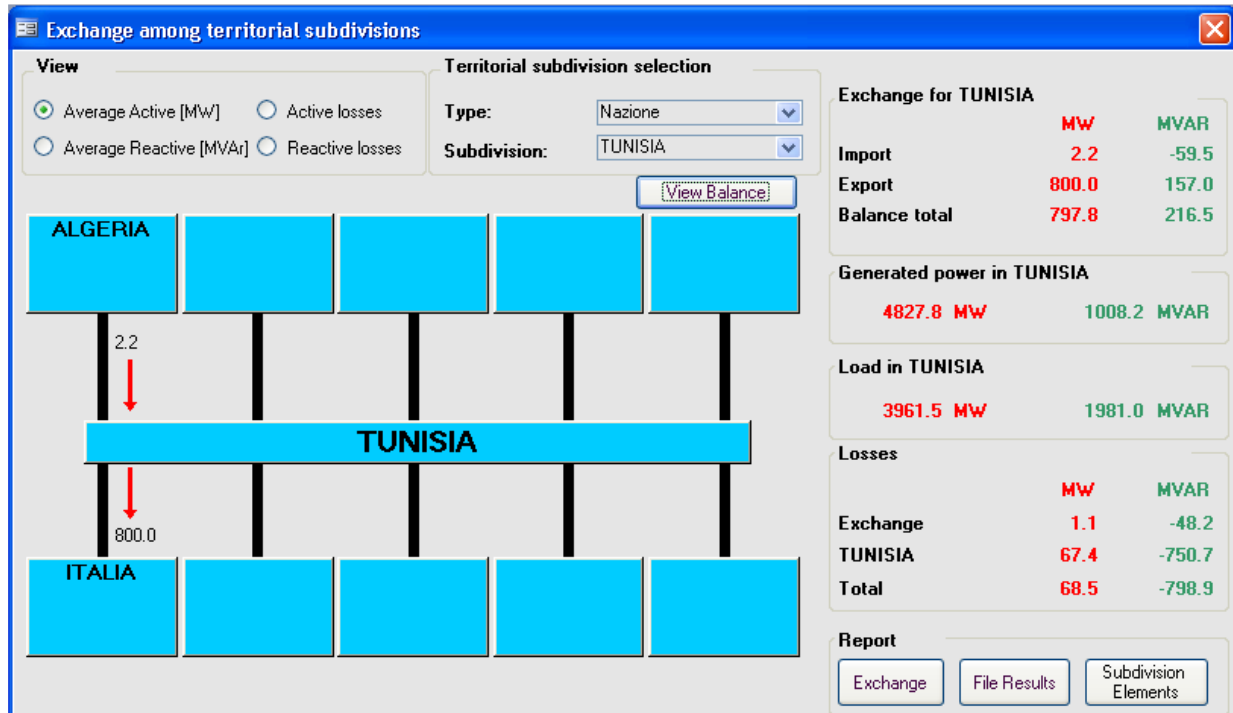 Exchange among territorial subdivisions
View
Average Active [MW] Active losses
Average Reactive [MVAr] Reactive losses
Territorial subdivision selection
Type: Nazione
Subdivision: TUNISIA
View Balance
ALGERIA
2.2
TUNISIA
800.0
ITALIA
Exchange for TUNISIA
MW MVAR
Import 2.2 -59.5
Export 800.0 157.0
Balance total 797.8 216.5
Generated power in TUNISIA
4827.8 MW 1008.2 MVAR
Load in TUNISIA
3961.5 MW 1981.0 MVAR
Losses
MW MVAR
Exchange 1.1 -48.2
TUNISIA 67.4 -750.7
Total 68.5 -798.9
Report
Exchange
File Results
Subdivision
Elements